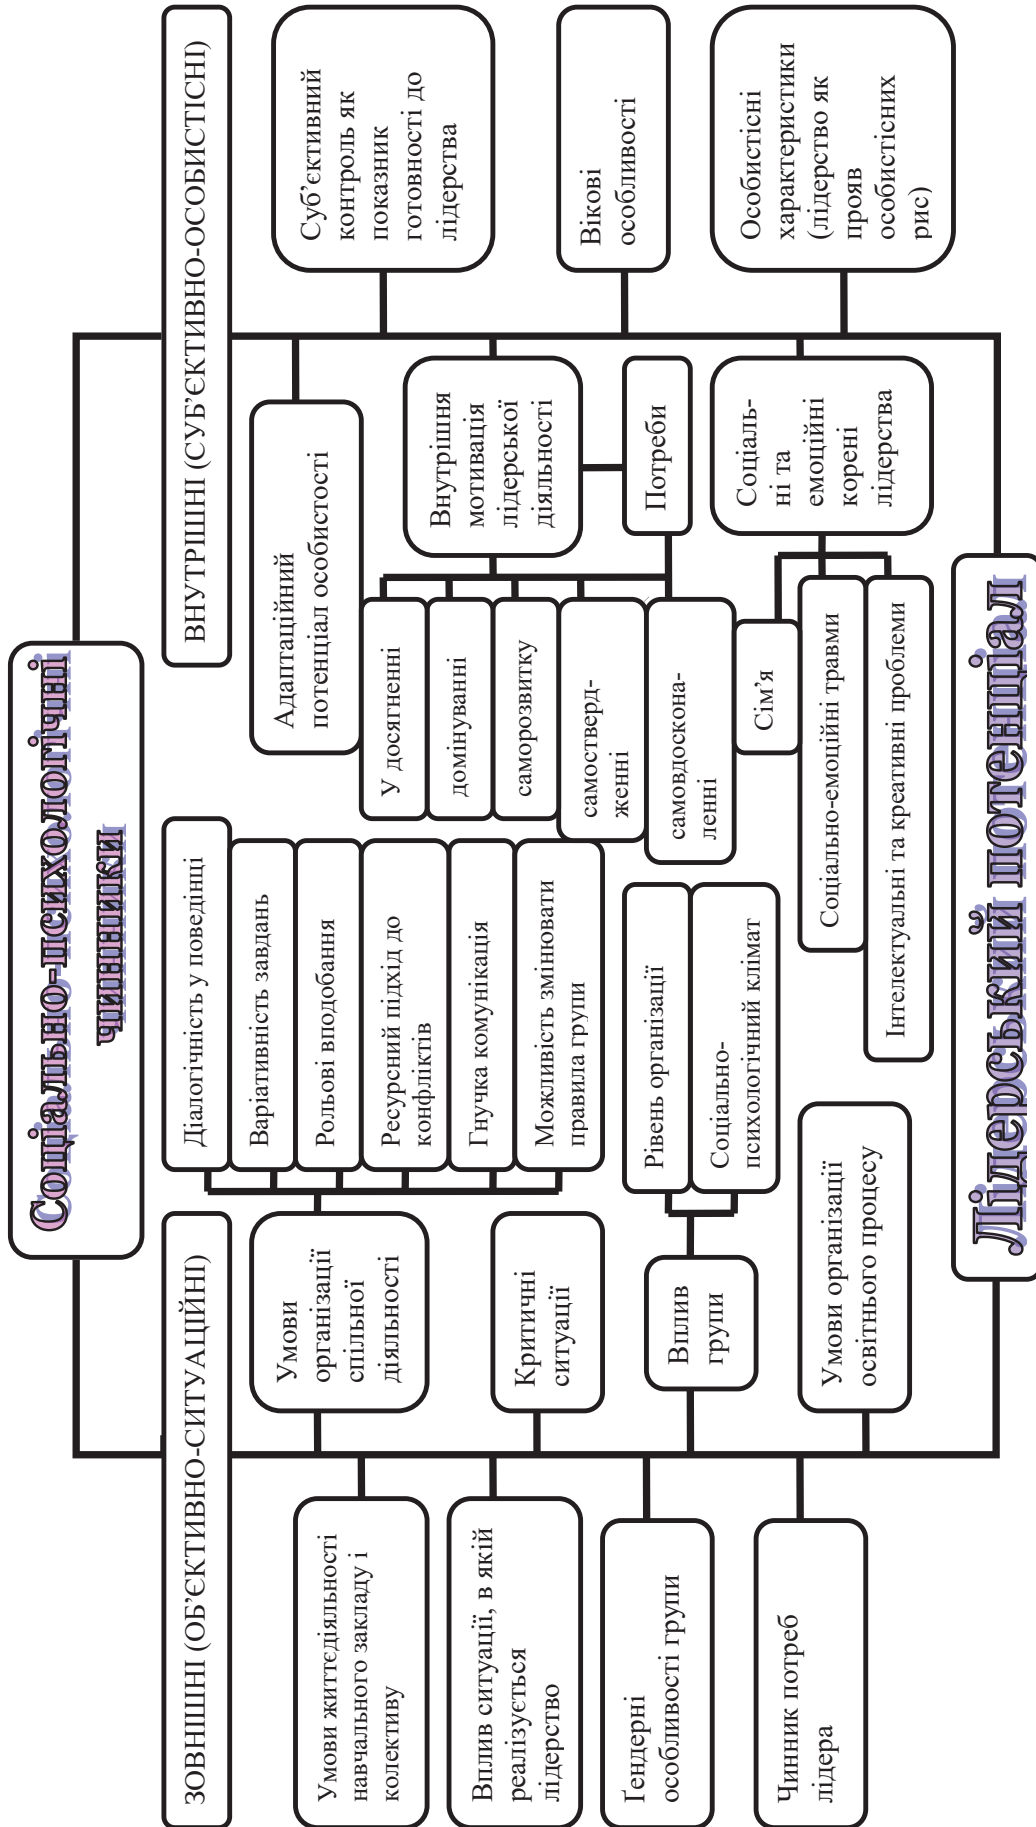 Соціально-психологічні
чинники
ЗОВНІШНІ (ОБ’ЄКТИВНО-СИТУАЦІЙНІ)
ВНУТРІШНІ (СУБ’ЄКТИВНО-ОСОБИСТІСНІ)
Умови життєдіяльності
навчального закладу і
колективу
Вплив ситуації, в якій
реалізується
лідерство
Ґендерні
особливості групи
Чинник потреб
лідера
Умови
організації
спільної
діяльності
Критичні
ситуації
Вплив
групи
Умови організації
освітнього процесу
Діалогічність у поведінці
Варіативність завдань
Рольові вподобання
Ресурсний підхід до
конфліктів
Гнучка комунікація
Можливість змінювати
правила групи
Рівень організації
Соціально-
психологічний клімат
Адаптаційний
потенціал особистості
У досягненні
домінуванні
саморозвитку
самостверд-
женні
самовдоскона-
ленні
Сім’я
Соціально-емоційні травми
Інтелектуальні та креативні проблеми
Внутрішня
мотивація
лідерської
діяльності
Потреби
Соціаль-
ні та
емоційні
корені
лідерства
Суб’єктивний
контроль як
показник
готовності до
лідерства
Вікові
особливості
Особистісні
характеристики
(лідерство як
прояв
особистісних
рис)
Лідерський потенціал